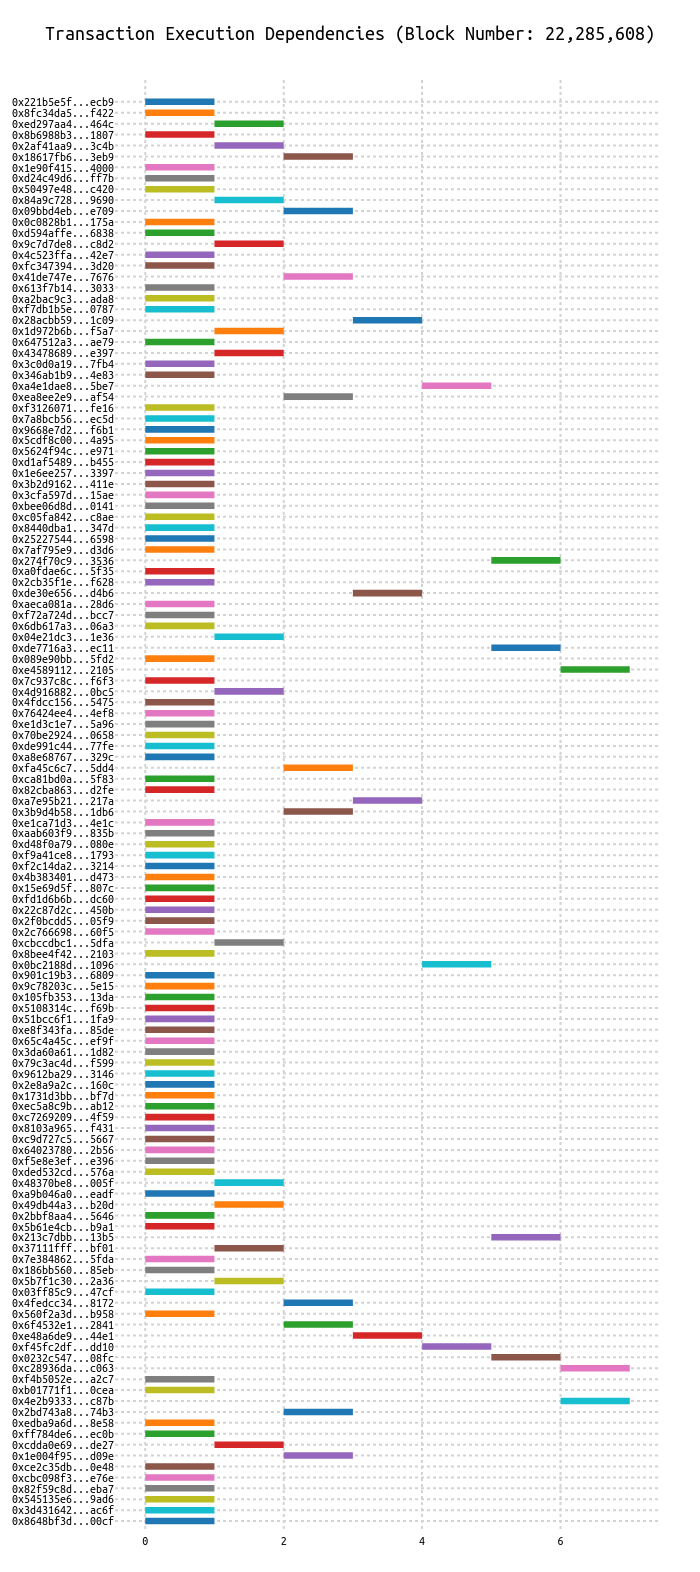 Transaction Execution Dependencies (Block Number: 22,285,608)
0x221b5e5f...ecb9
0x8fc34da5...f422
0xed297aa4...464c
0x8b6988b3...1807
0x2af41aa9...3c4b
0x18617fb6...3eb9
0x1e90f415...4000
0xd24c49d6...ff7b
0x50497e48...c420
0x84a9c728...9690
0x09bbd4eb...e709
0x0c0828b1...175a
0xd594affe...6838
0x9c7d7de8...c8d2
0x4c523ffa...42e7
0xfc347394...3d20
0x41de747e...7676
0x613f7b14...3033
0xa2bac9c3...ada8
0xf7db1b5e...0787
0x28acbb59...1c09
0x1d972b6b...f5a7
0x647512a3...ae79
0x43478689...e397
0x3c0d0a19...7fb4
0x346ab1b9...4e83
0xa4e1dae8...5be7
0xea8ee2e9...af54
0xf3126071...fe16
0x7a8bcb56...ec5d
0x9668e7d2...f6b1
0x5cdf8c00...4a95
0x5624f94c...e971
0xd1af5489...b455
0x1e6ee257...3397
0x3b2d9162...411e
0x3cfa597d...15ae
0xbee06d8d...0141
0xc05fa842...c8ae
0x8440dba1...347d
0x25227544...6598
0x7af795e9...d3d6
0x274f70c9...3536
0xa0fdae6c...5f35
0x2cb35f1e...f628
0xde30e656...d4b6
0xaeca081a...28d6
0xf72a724d...bcc7
0x6db617a3...06a3
0x04e21dc3...1e36
0xde7716a3...ec11
0x089e90bb...5fd2
0xe4589112...2105
0x7c937c8c...f6f3
0x4d916882...0bc5
0x4fdcc156...5475
0x76424ee4...4ef8
0xe1d3c1e7...5a96
0x70be2924...0658
0xde991c44...77fe
0xa8e68767...329c
0xfa45c6c7...5dd4
0xca81bd0a...5f83
0x82cba863...d2fe
0xa7e95b21...217a
0x3b9d4b58...1db6
0xe1ca71d3...4e1c
0xaab603f9...835b
0xd48f0a79...080e
0xf9a41ce8...1793
0xf2c14da2...3214
0x4b383401...d473
0x15e69d5f...807c
0xfd1d6b6b...dc60
0x22c87d2c...450b
0x2f0bcdd5...05f9
0x2c766698...60f5
0xcbccdbc1...5dfa
0x8bee4f42...2103
0x0bc2188d...1096
0x901c19b3...6809
0x9c78203c...5e15
0x105fb353...13da
0x5108314c...f69b
0x51bcc6f1...1fa9
0xe8f343fa...85de
0x65c4a45c...ef9f
0x3da60a61...1d82
0x79c3ac4d...f599
0x9612ba29...3146
0x2e8a9a2c...160c
0x1731d3bb...bf7d
0xec5a8c9b...ab12
0xc7269209...4f59
0x8103a965...f431
0xc9d727c5...5667
0x64023780...2b56
0xf5e8e3ef...e396
0xded532cd...576a
0x48370be8...005f
0xa9b046a0...eadf
0x49db44a3...b20d
0x2bbf8aa4...5646
0x5b61e4cb...b9a1
0x213c7dbb...13b5
0x37111fff...bf01
0x7e384862...5fda
0x186bb560...85eb
0x5b7f1c30...2a36
0x03ff85c9...47cf
0x4fedcc34...8172
0x560f2a3d...b958
0x6f4532e1...2841
0xe48a6de9...44e1
0xf45fc2df...dd10
0x0232c547...08fc
0xc28936da...c063
0xf4b5052e...a2c7
0xb01771f1...0cea
0x4e2b9333...c87b
0x2bd743a8...74b3
0xedba9a6d...8e58
0xff784de6...ec0b
0xcdda0e69...de27
0x1e004f95...d09e
0xce2c35db...0e48
0xcbc098f3...e76e
0x82f59c8d...eba7
0x545135e6...9ad6
0x3d431642...ac6f
0x8648bf3d...00cf
0 2 4 6